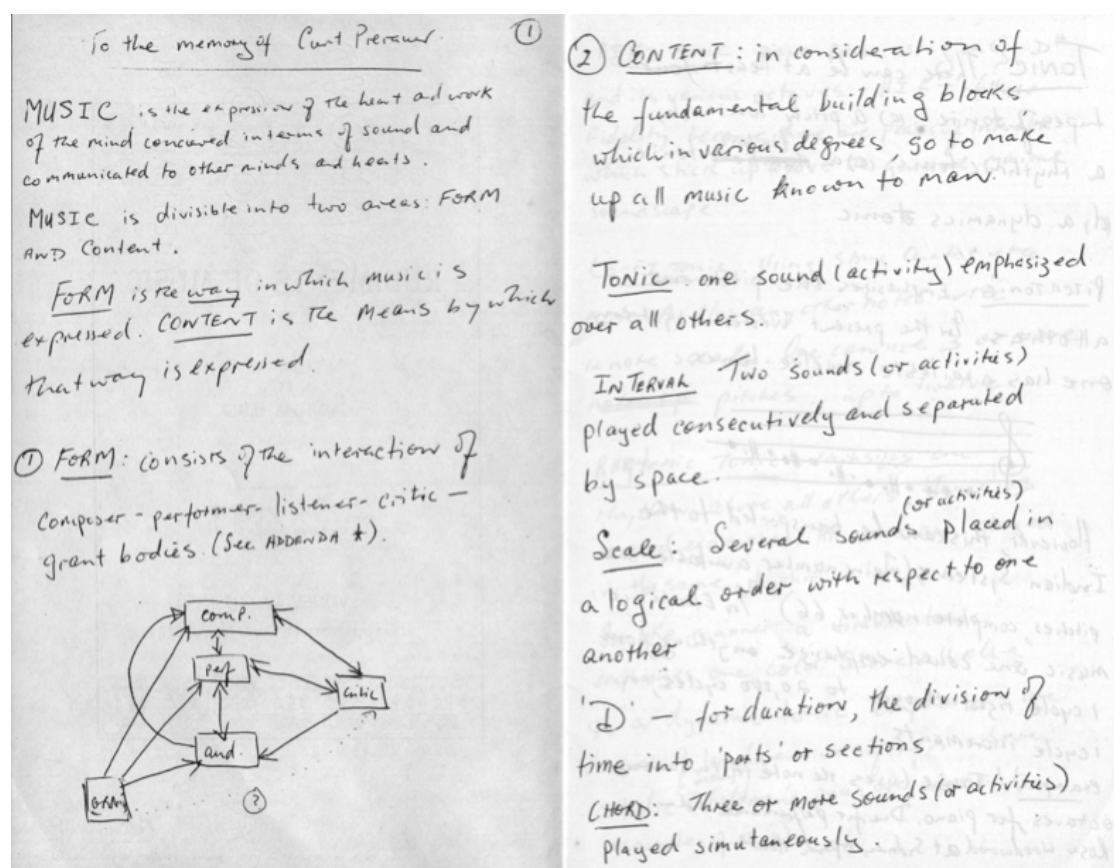 To the memory of Curt Prerauer.
①
MUSIC is the expression of the heart and work
of the mind conceived in terms of sound and
communicated to other minds and hearts.
MUSIC is divisible into two areas: FORM
AND Content.
FORM is the way in which music is
expressed. CONTENT is the means by which
that way is expressed.
① FORM: consists of the interaction of
Composer - performer - listener - critic -
grant bodies. (See ADDENDA *).
comp.
perf
critic
aud.
②CONTENT: in consideration of
the fundamental building blocks
which in various degrees go to make
up all music known to man.
TONIC one sound (activity) emphasized
over all others.
INTERVAL Two sounds (or activities)
played consecutively and separated
by space.
(or activities)
Scale: Several sounds placed in
a logical order with respect to one
another
'D' - for duration, the division of
time into 'parts' or sections
CHORD: Three or more sounds (or activities)
played simutaneously.